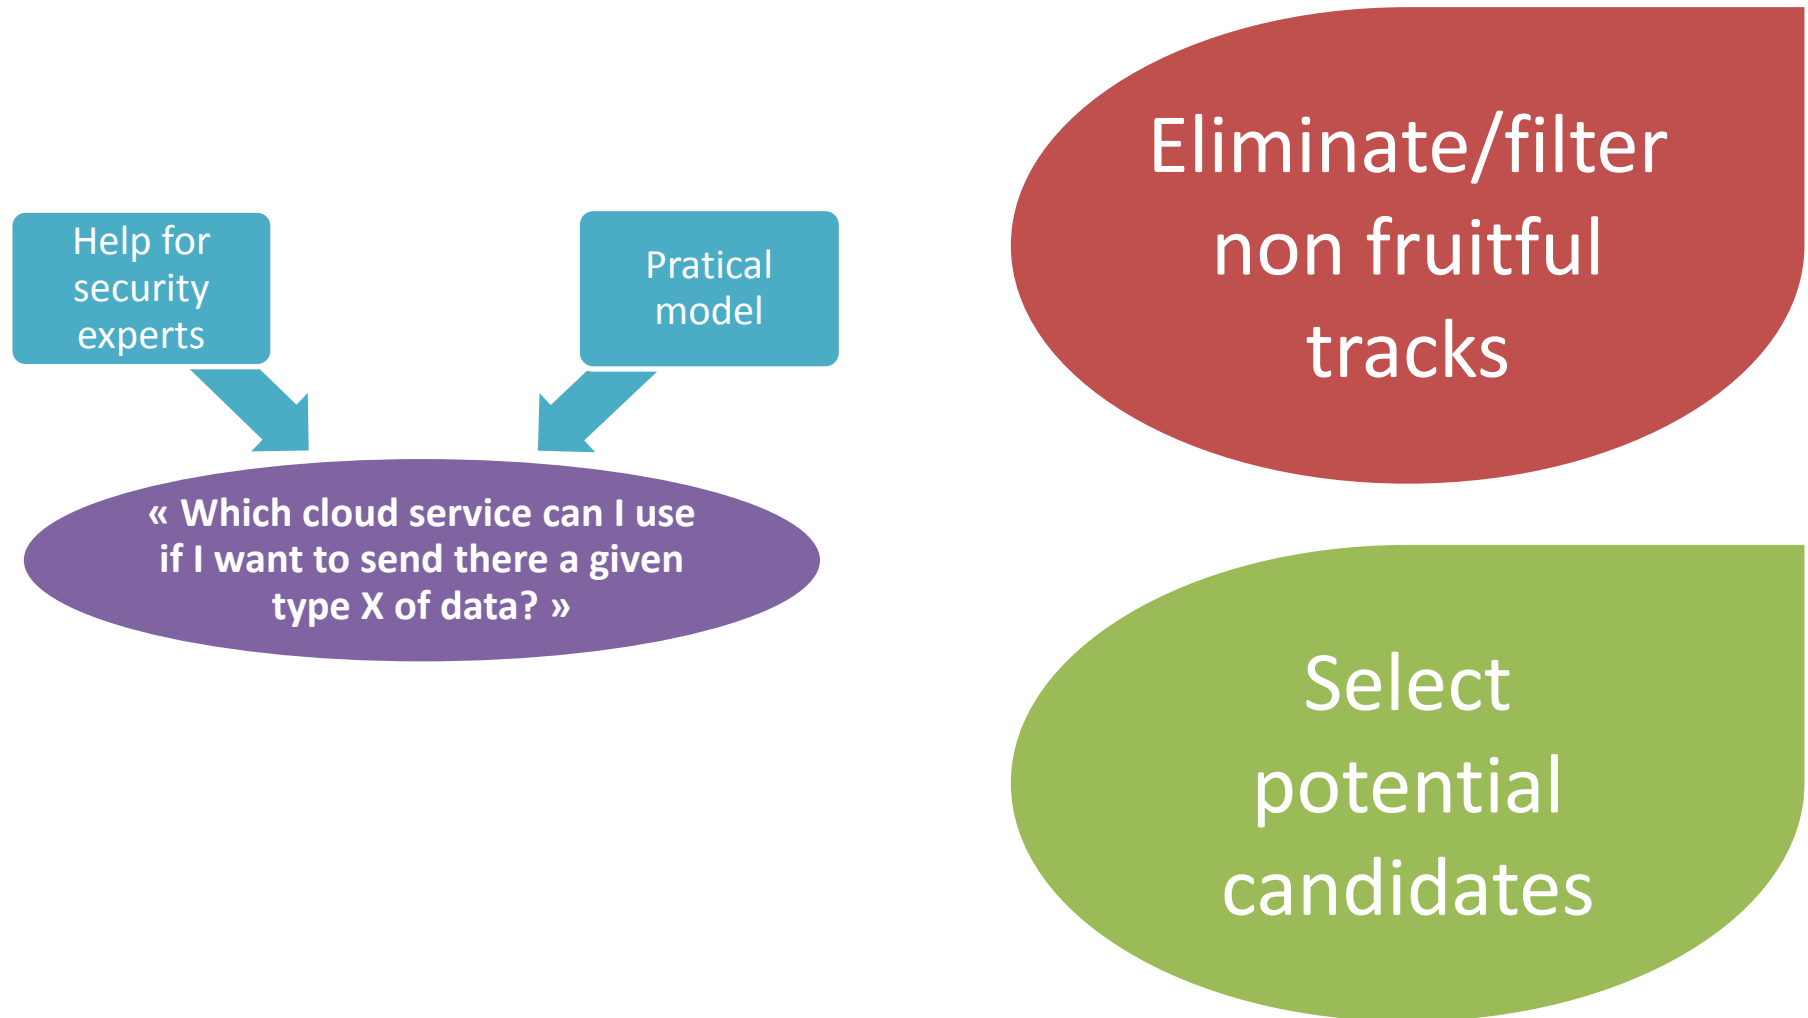 Help for
security
experts
Pratical
model
« Which cloud service can I use
if I want to send there a given
type X of data? »
Eliminate/filter
non fruitful
tracks
Select
potential
candidates